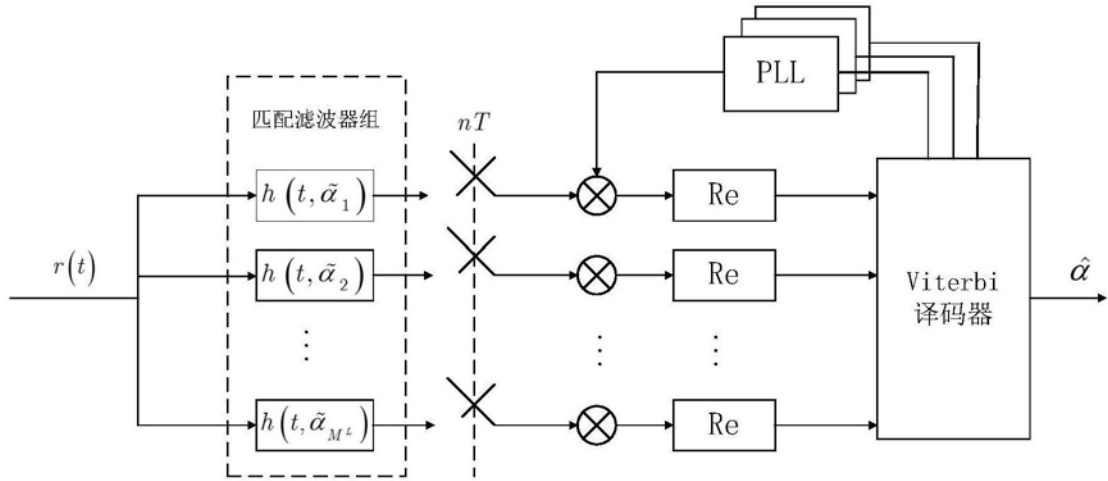 PLL
匹配滤波器组
nT
h(t, α̃₁)
Re
r(t)
h(t, α̃₂)
Re
Viterbi
译码器
α̂
⋮
⋮
⋮
h(t, α̃_{M^L})
Re